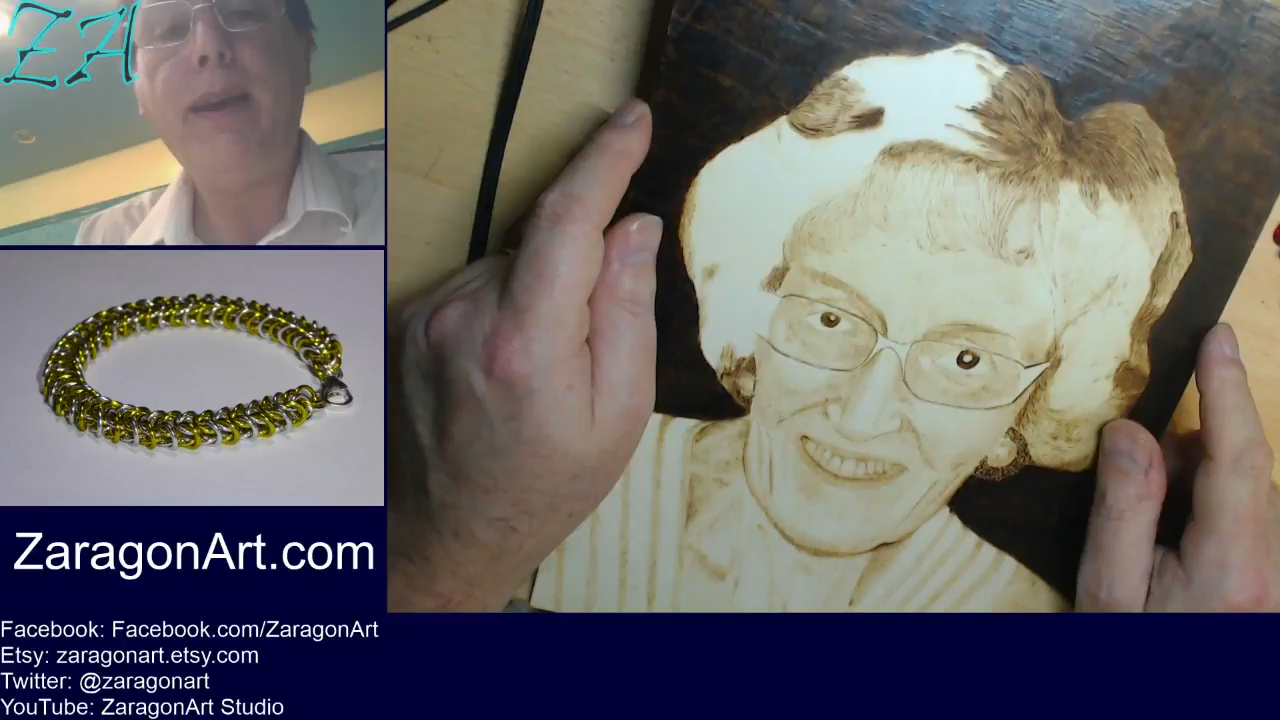 ZA
ZaragonArt.com
Facebook: Facebook.com/ZaragonArt
Etsy: zaragonart.etsy.com
Twitter: @zaragonart
YouTube: ZaragonArt Studio